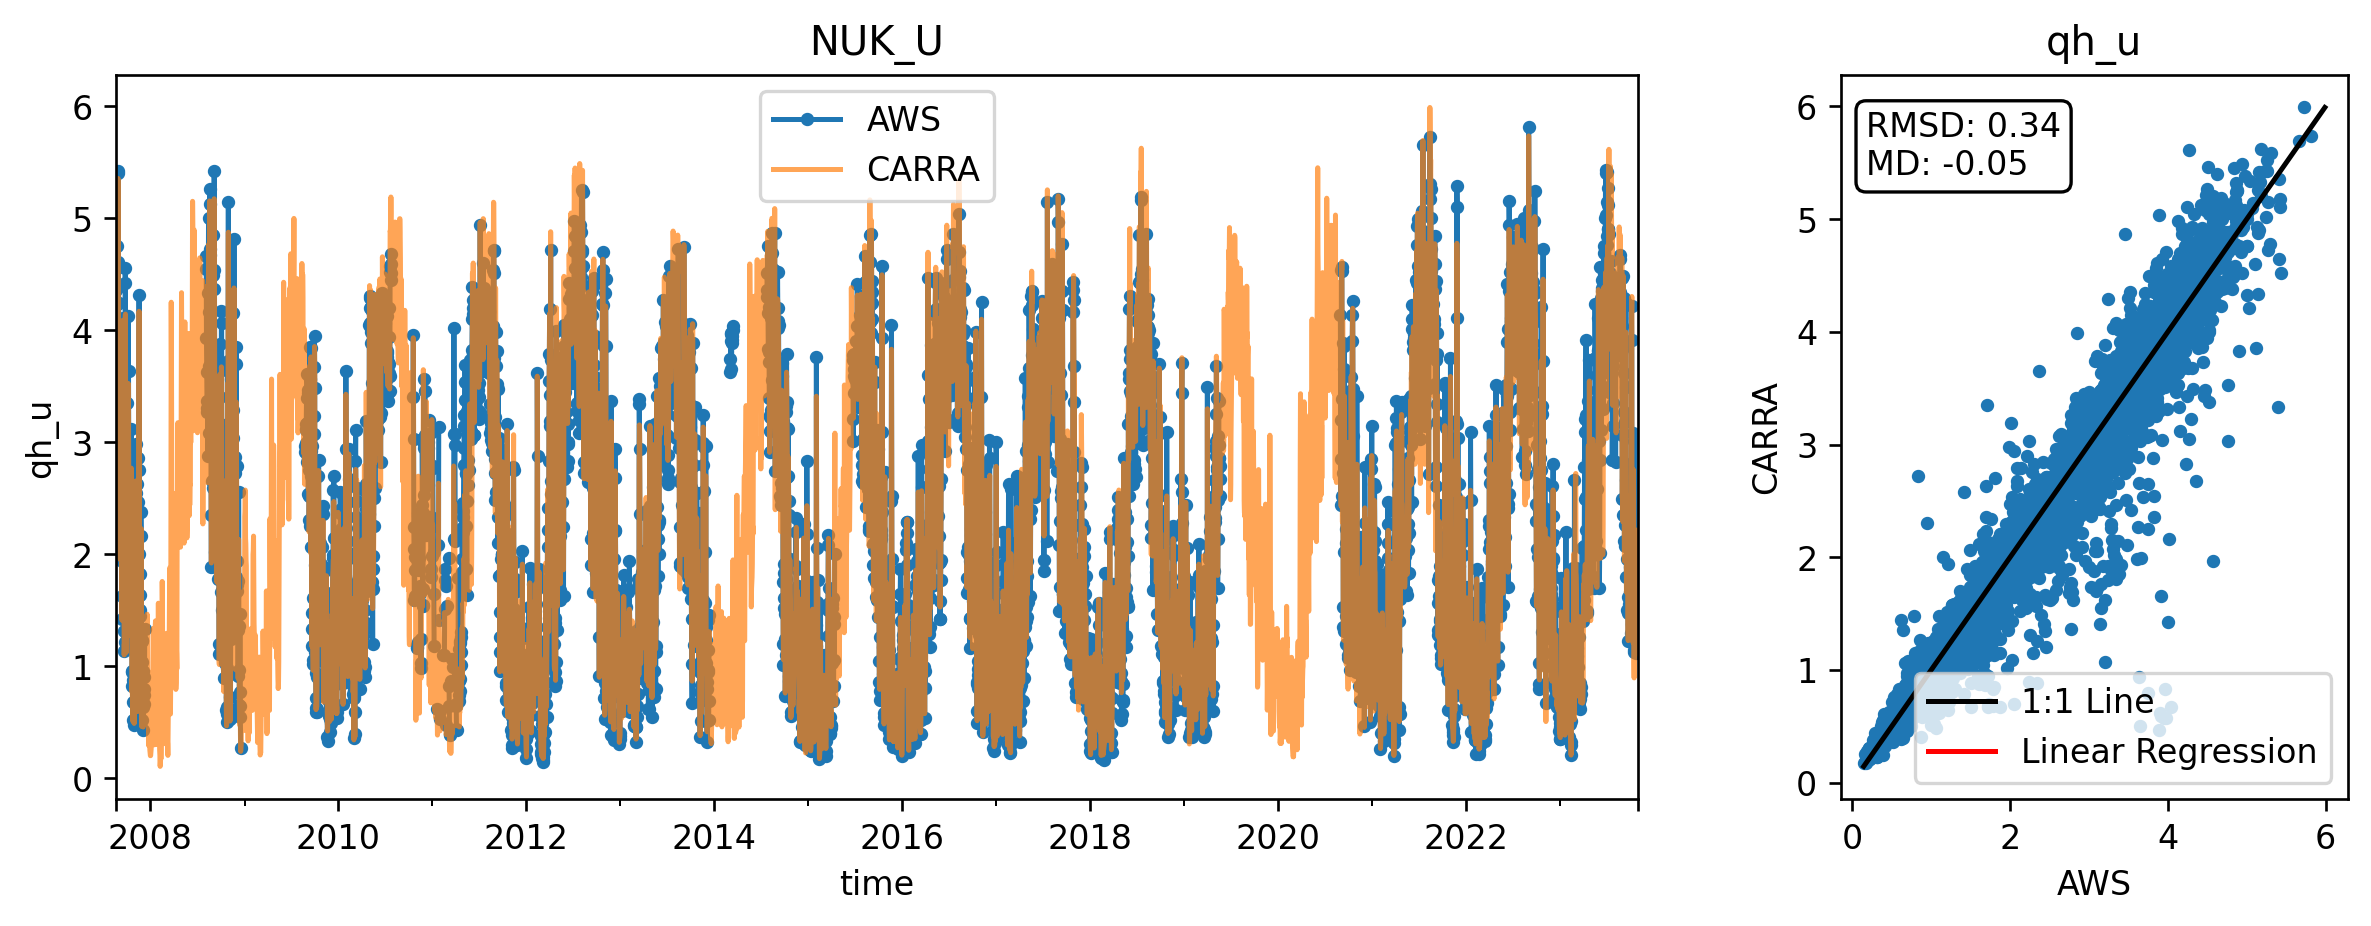 NUK_U
AWS
CARRA
qh_u
6
5
4
3
2
1
0
2008 2010 2012 2014 2016 2018 2020 2022
time
qh_u
RMSD: 0.34
MD: -0.05
CARRA
6
5
4
3
2
1
0
1:1 Line
Linear Regression
0 2 4 6
AWS